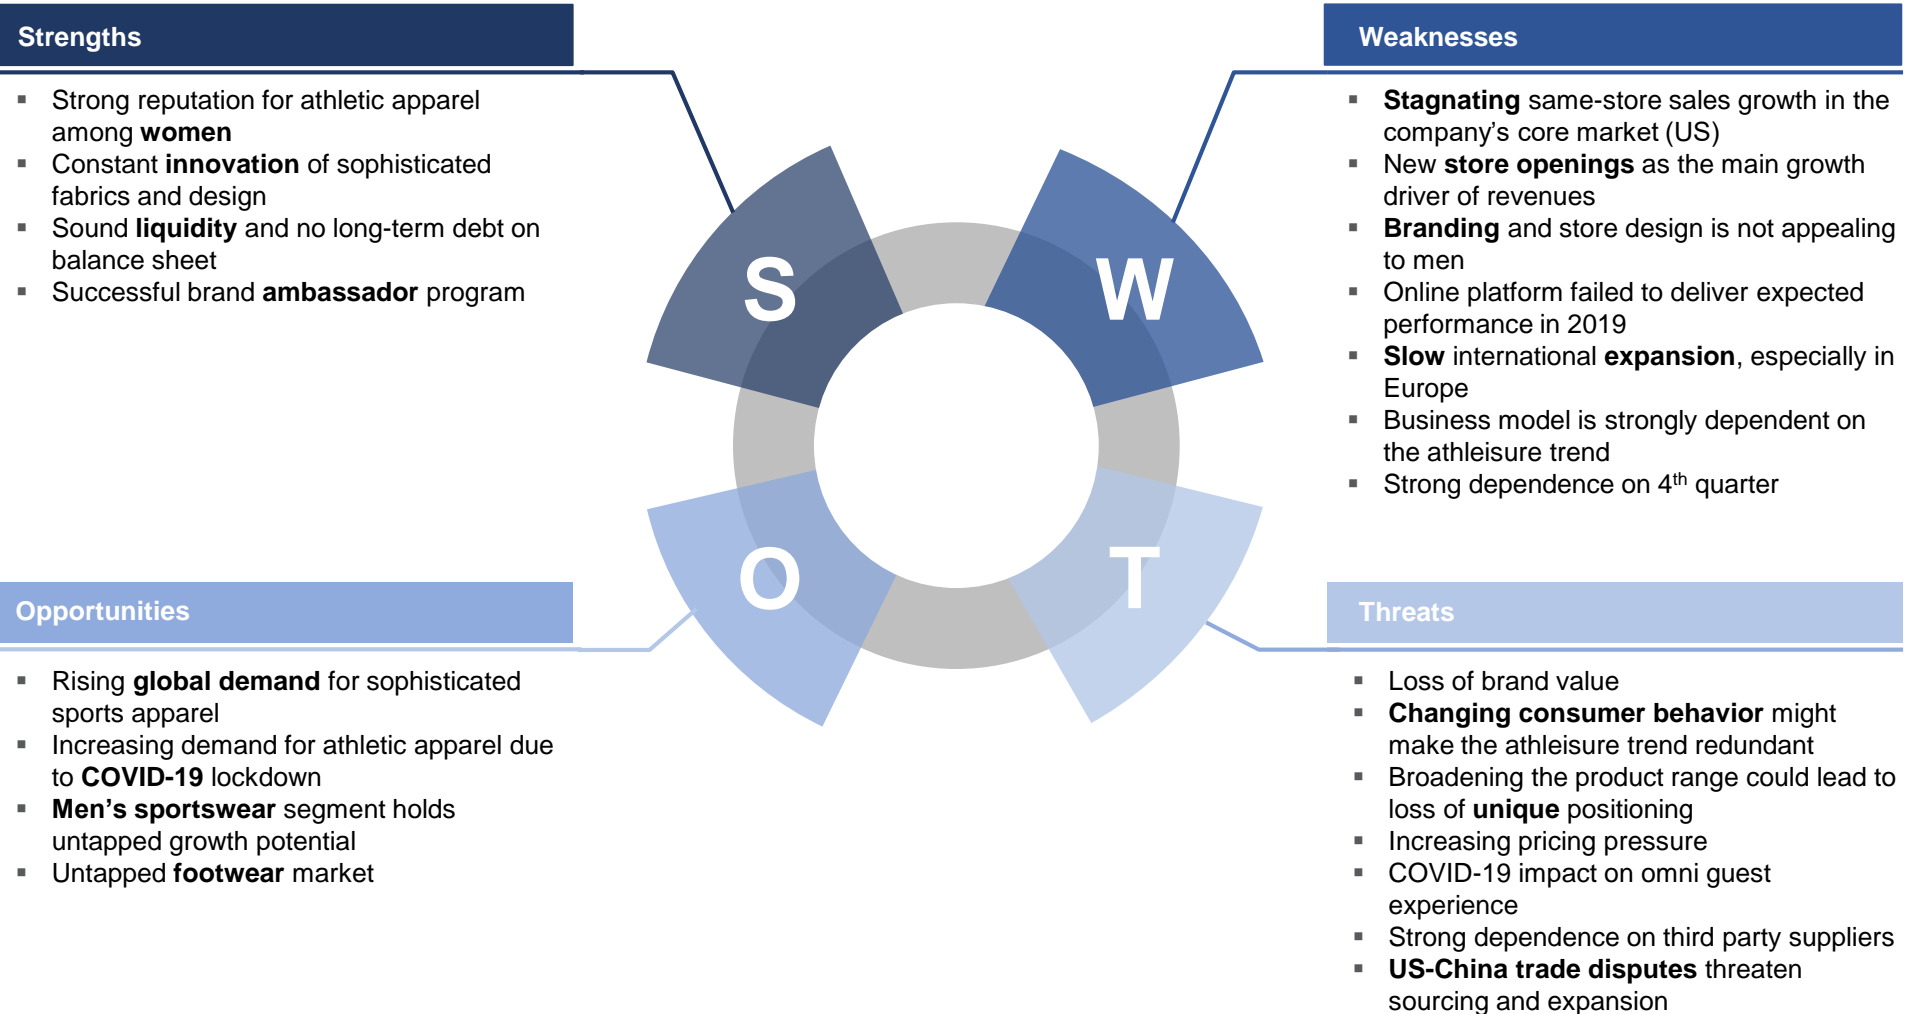 Strengths
▪ Strong reputation for athletic apparel
among women
▪ Constant innovation of sophisticated
fabrics and design
▪ Sound liquidity and no long-term debt on
balance sheet
▪ Successful brand ambassador program
Weaknesses
▪ Stagnating same-store sales growth in the
company’s core market (US)
▪ New store openings as the main growth
driver of revenues
▪ Branding and store design is not appealing
to men
▪ Online platform failed to deliver expected
performance in 2019
▪ Slow international expansion, especially in
Europe
▪ Business model is strongly dependent on
the athleisure trend
▪ Strong dependence on 4th quarter
S
W
O
T
Opportunities
▪ Rising global demand for sophisticated
sports apparel
▪ Increasing demand for athletic apparel due
to COVID-19 lockdown
▪ Men’s sportswear segment holds
untapped growth potential
▪ Untapped footwear market
Threats
▪ Loss of brand value
▪ Changing consumer behavior might
make the athleisure trend redundant
▪ Broadening the product range could lead to
loss of unique positioning
▪ Increasing pricing pressure
▪ COVID-19 impact on omni guest
experience
▪ Strong dependence on third party suppliers
▪ US-China trade disputes threaten
sourcing and expansion